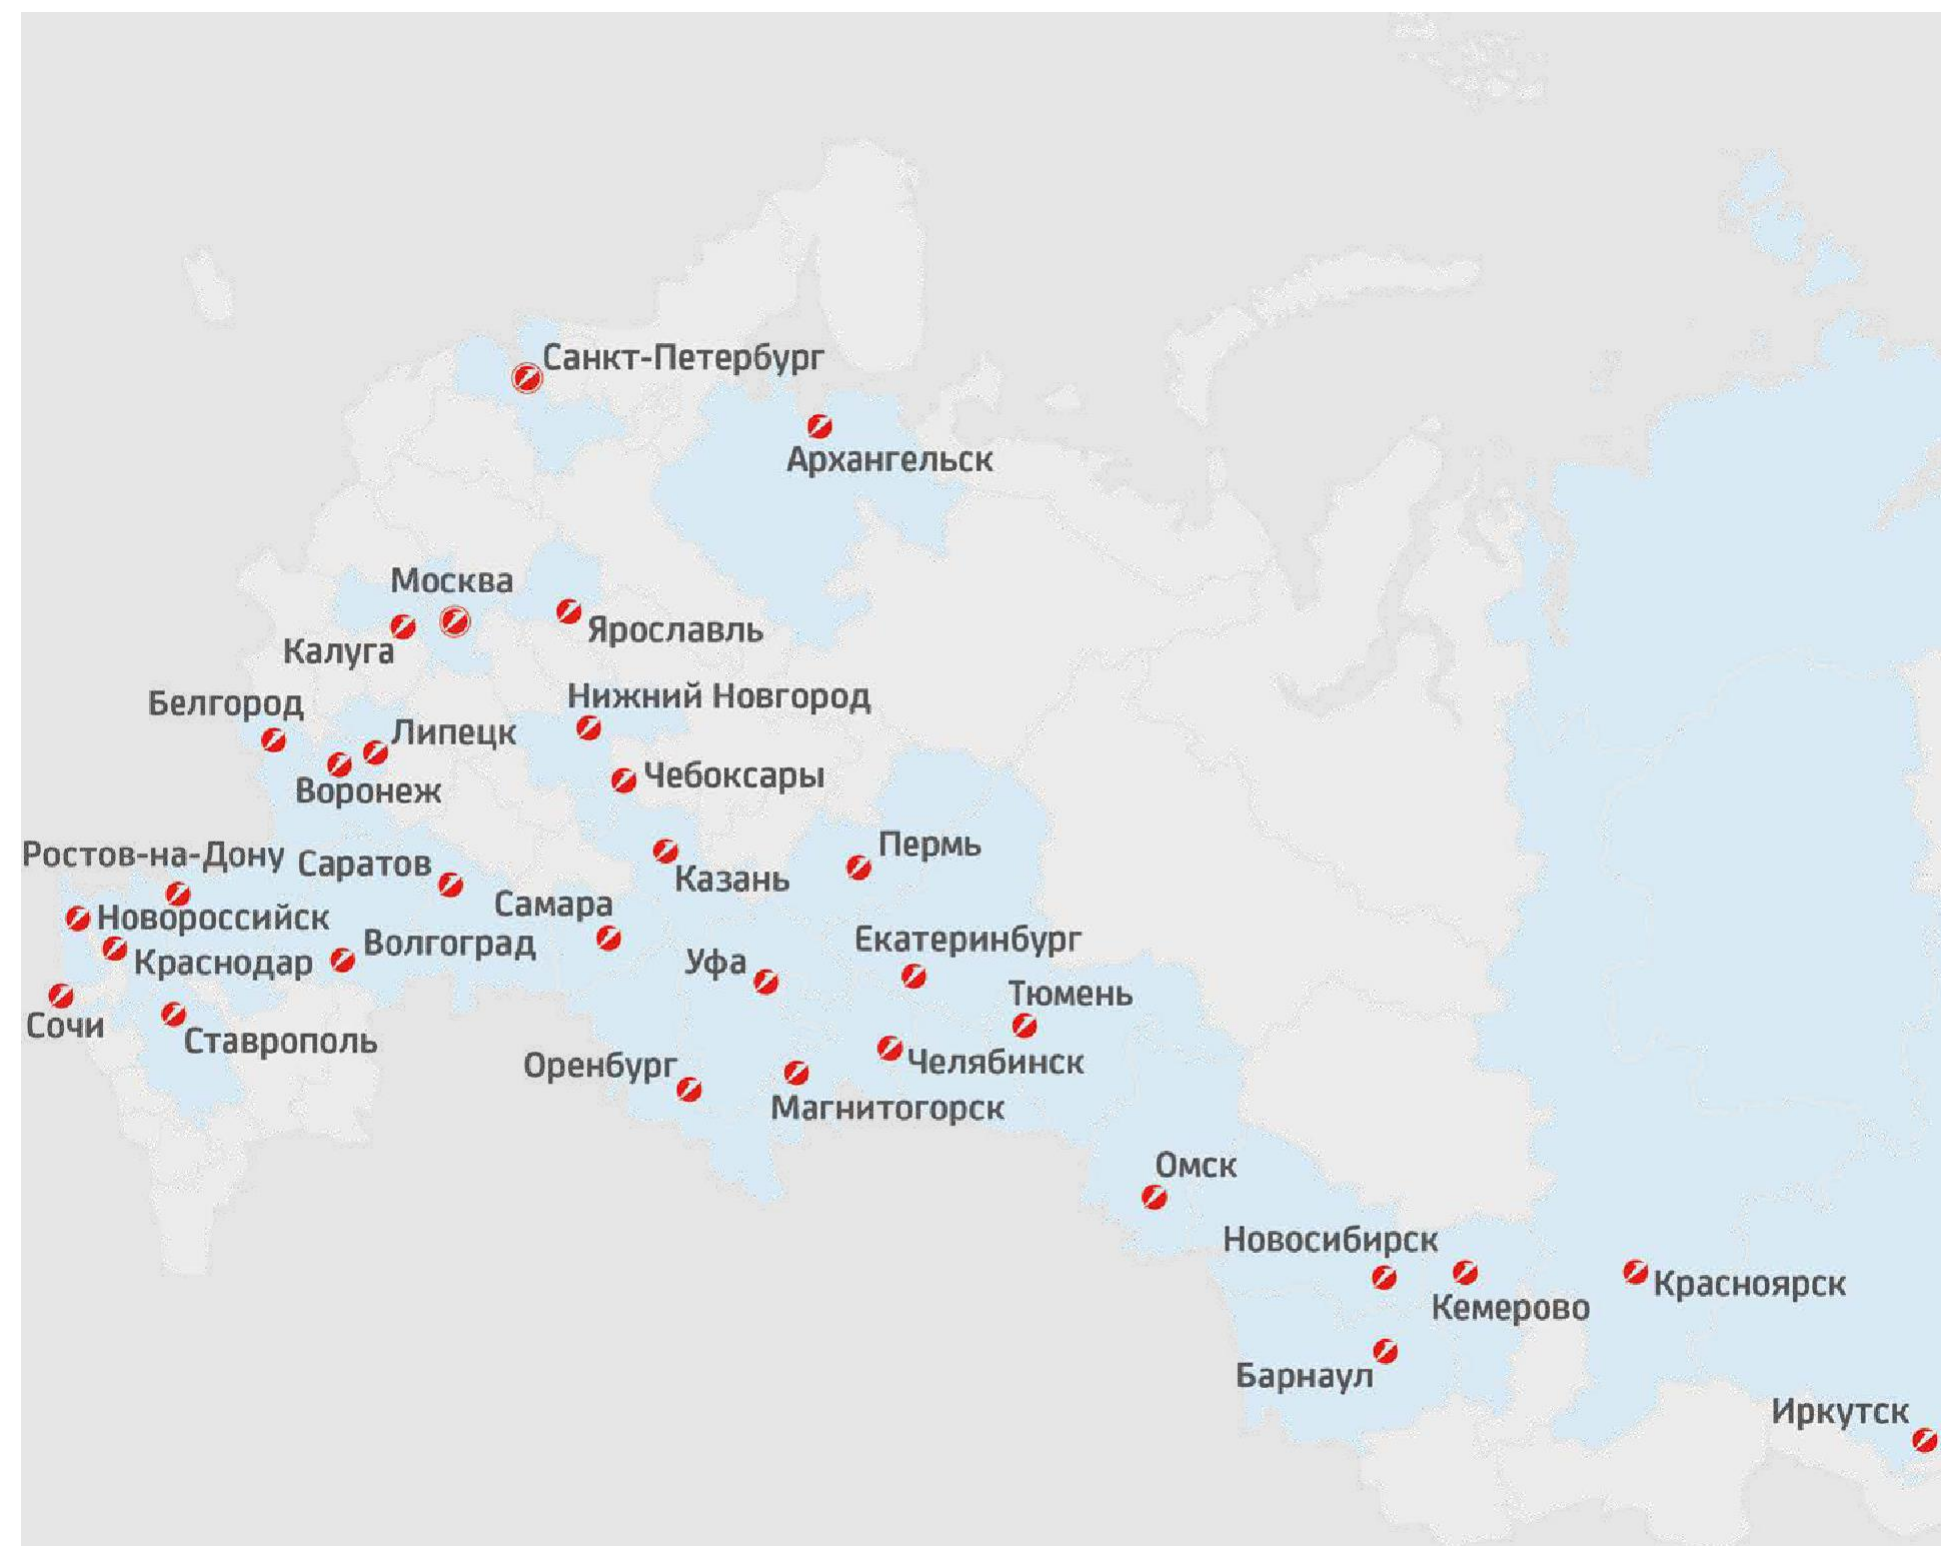 Санкт-Петербург
Архангельск
Москва
Ярославль
Калуга
Нижний Новгород
Белгород
Липецк
Чебоксары
Воронеж
Пермь
Ростов-на-Дону
Саратов
Казань
Самара
Новороссийск
Екатеринбург
Волгоград
Краснодар
Уфа
Тюмень
Сочи
Ставрополь
Челябинск
Оренбург
Магнитогорск
Омск
Новосибирск
Красноярск
Кемерово
Барнаул
Иркутск